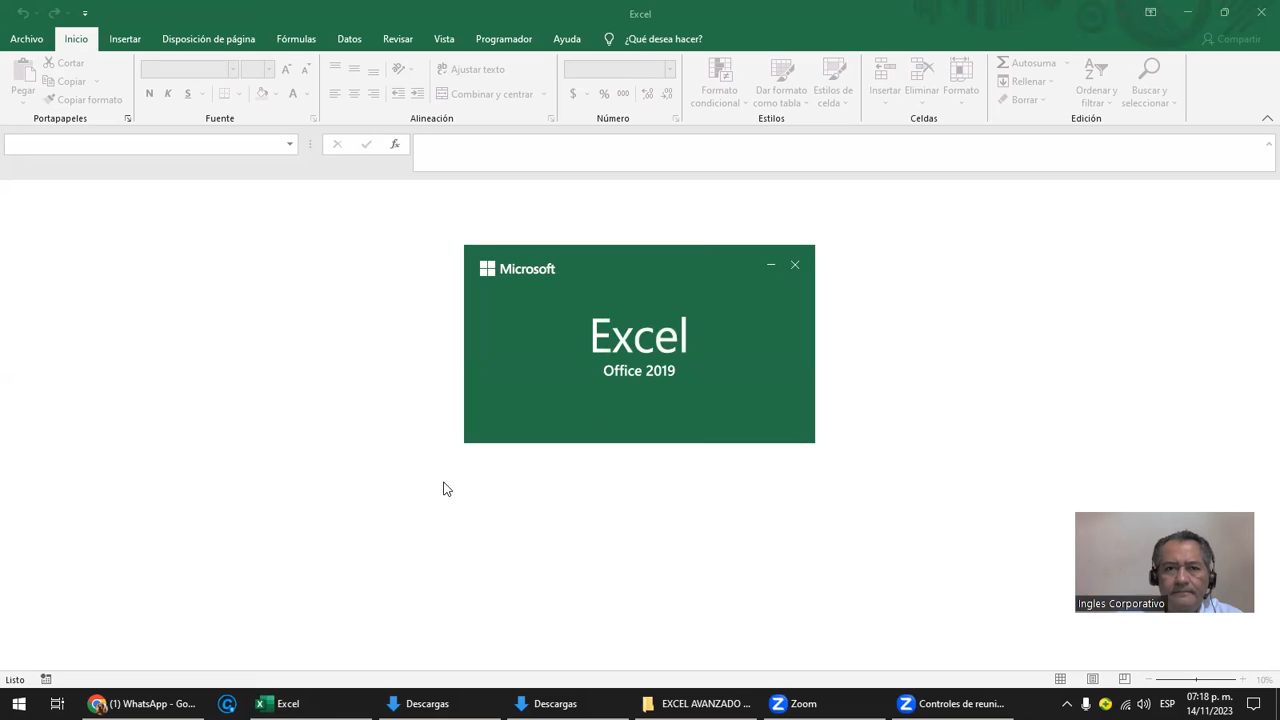 Excel
Archivo Inicio Insertar Disposición de página Fórmulas Datos Revisar Vista Programador Ayuda ¿Qué desea hacer? Compartir
Pegar
Cortar
Copiar
Copiar formato
Portapapeles
N K S
Fuente
Ajustar texto
Combinar y centrar
Alineación
$ % 000
Número
Formato condicional
Dar formato como tabla
Estilos de celda
Estilos
Insertar Eliminar Formato
Celdas
Autosuma
Rellenar
Borrar
Ordenar y filtrar
Buscar y seleccionar
Edición
fx
Microsoft
Excel
Office 2019
Ingles Corporativo
Listo
10%
(1) WhatsApp - Go...
Excel
Descargas
Descargas
EXCEL AVANZADO ...
Zoom
Controles de reuni...
ESP
07:18 p. m.
14/11/2023